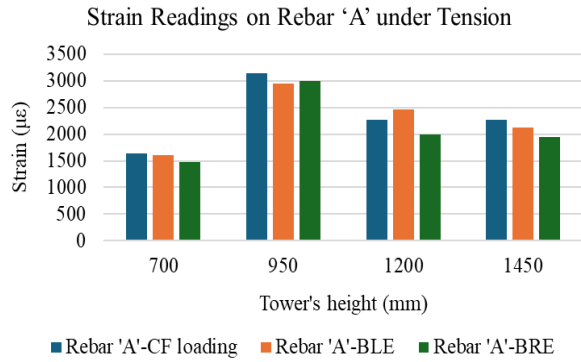 Strain Readings on Rebar ‘A’ under Tension
3500
3000
2500
2000
1500
1000
500
0
Strain (με)
700 950 1200 1450
Tower's height (mm)
Rebar 'A'-CF loading Rebar 'A'-BLE Rebar 'A'-BRE